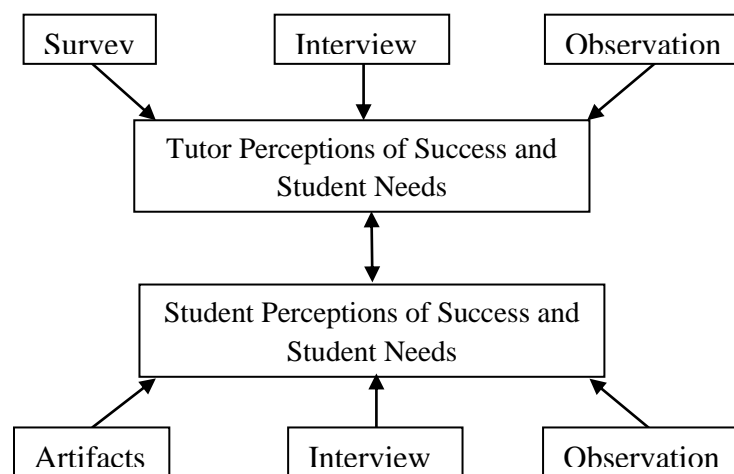 Survey
Interview
Observation
Tutor Perceptions of Success and
Student Needs
Student Perceptions of Success and
Student Needs
Artifacts
Interview
Observation